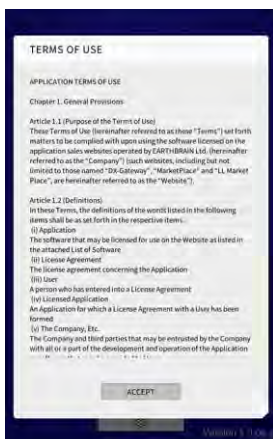 TERMS OF USE
APPLICATION TERMS OF USE
Chapter 1. General Provisions
Article 1.1 (Purpose of the Terms of Use)
These Terms of Use (hereinafter referred to as those "Terms") set forth
matters to be complied with upon using the software licensed on the
application sales websites operated by EARTHBRAIN Ltd. (hereinafter
referred to as the "Company") (such websites, including but not
limited to those named "DX-Gateway", "MarketPlace" and "LL Market
Place", are hereinafter referred to as the "Website").
Article 1.2 (Definitions)
In these Terms, the definitions of the words listed in the following
items shall be as set forth in the respective items.
(i) Application
The software that may be licensed for use on the Website as listed in
the attached List of Software
(ii) License Agreement
The license agreement concerning the Application
(iii) User
A person who has entered into a License Agreement
(iv) Licensed Application
An Application for which a License Agreement with a User has been
formed
(v) The Company, Etc.
The Company and third parties that may be entrusted by the Company
with all or a part of the development and operation of the Application
ACCEPT
Version